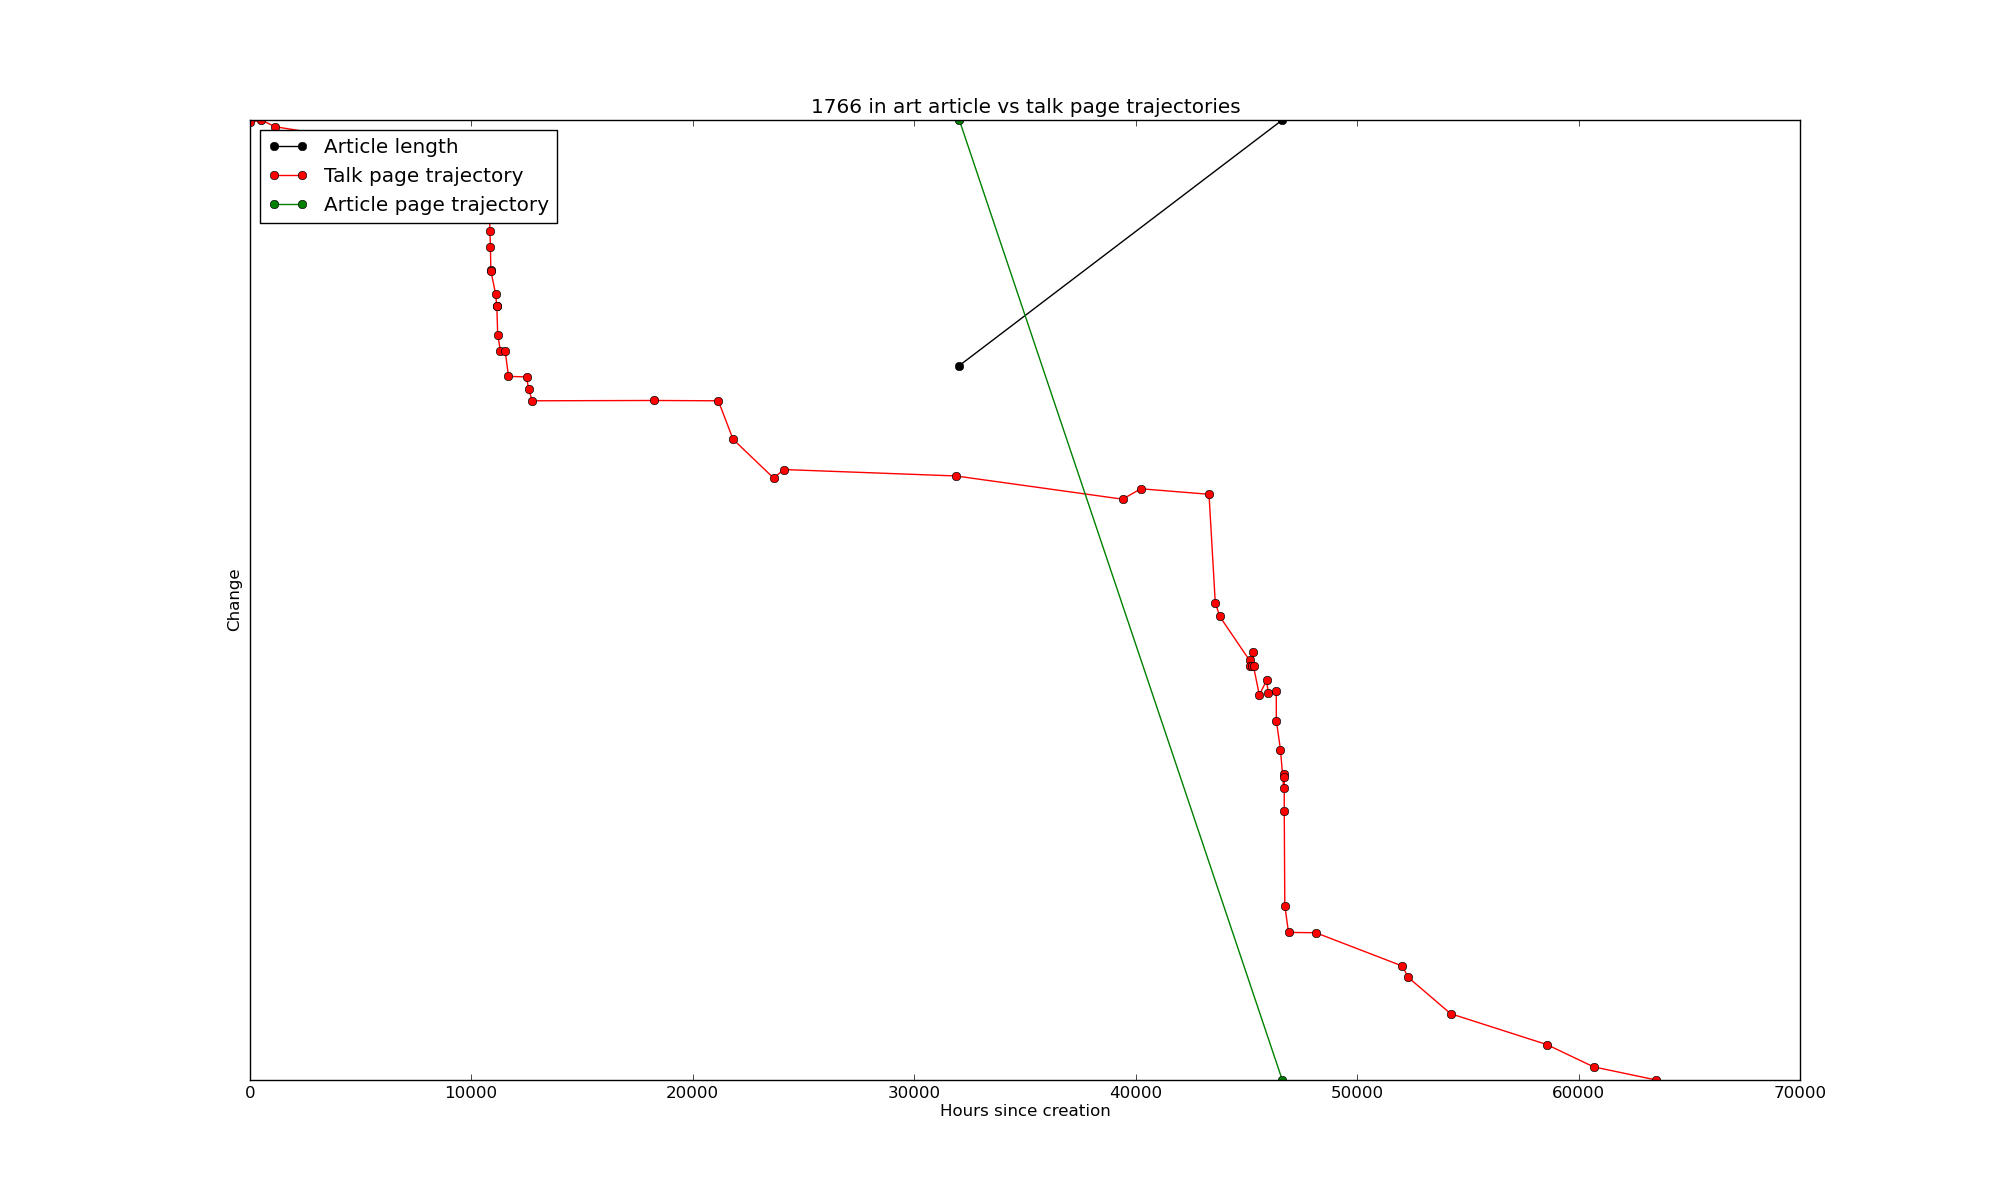 1766 in art article vs talk page trajectories
Article length
Talk page trajectory
Article page trajectory
Change
0 10000 20000 30000 40000 50000 60000 70000
Hours since creation